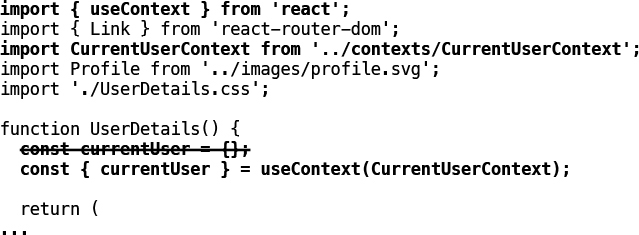 import { useContext } from 'react';
import { Link } from 'react-router-dom';
import CurrentUserContext from '../contexts/CurrentUserContext';
import Profile from '../images/profile.svg';
import './UserDetails.css';

function UserDetails() {
  const currentUser = {};
  const { currentUser } = useContext(CurrentUserContext);

  return (
...